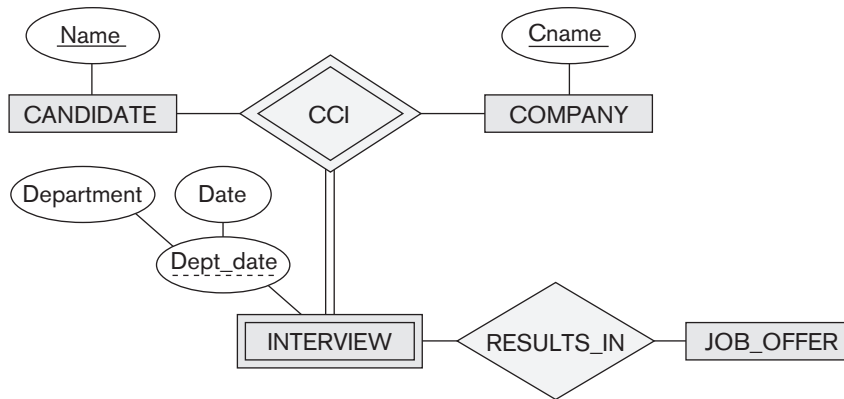 Name
Cname
CANDIDATE
CCI
COMPANY
Department
Date
Dept_date
INTERVIEW
RESULTS_IN
JOB_OFFER